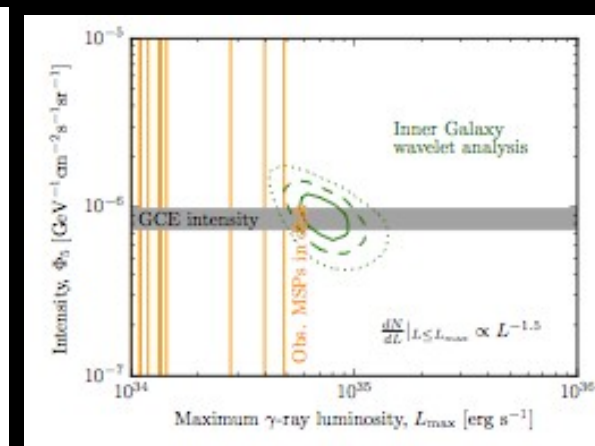 10⁻⁵
Intensity, Φ₅ [GeV⁻¹cm⁻²s⁻¹sr⁻¹]
Inner Galaxy
wavelet analysis
10⁻⁶
GCE intensity
Obs. MSPs in
dN/dL|L≤Lmax ∝ L⁻¹·⁵
10⁻⁷
10³⁴
10³⁵
10³⁶
Maximum γ-ray luminosity, Lmax [erg s⁻¹]